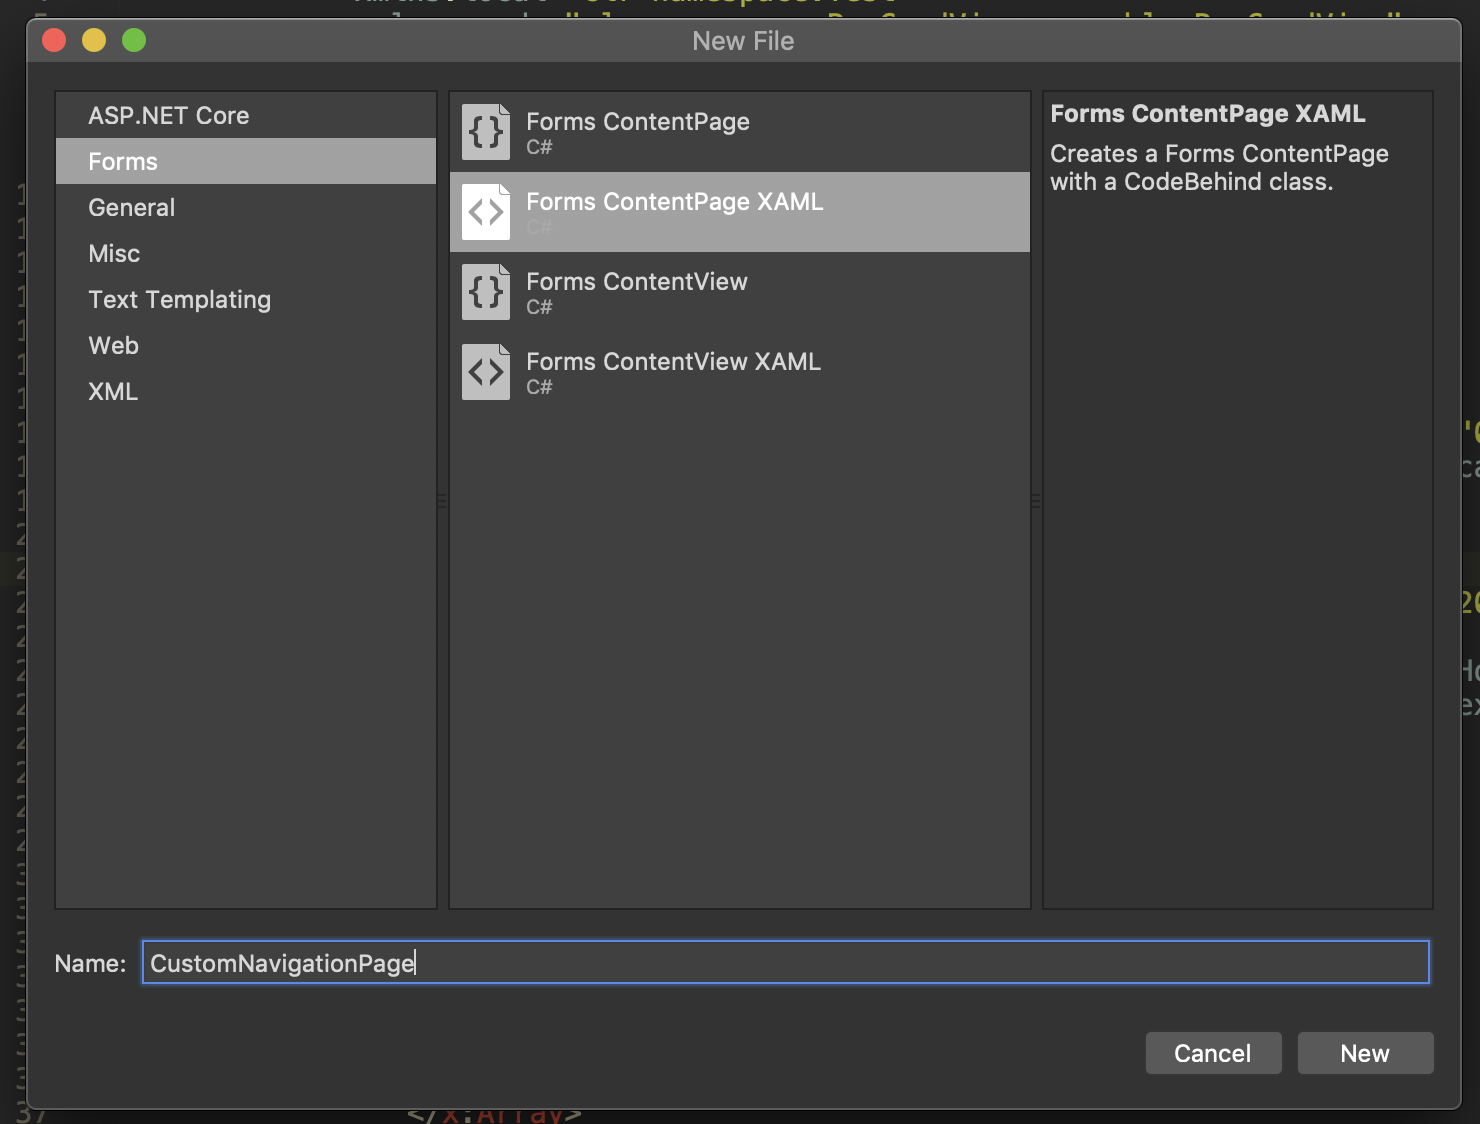 New File
ASP.NET Core
Forms
General
Misc
Text Templating
Web
XML
Forms ContentPage
C#
Forms ContentPage XAML
C#
Forms ContentView
C#
Forms ContentView XAML
C#
Forms ContentPage XAML
Creates a Forms ContentPage
with a CodeBehind class.
Name: CustomNavigationPage
Cancel
New
37 </x:Array>